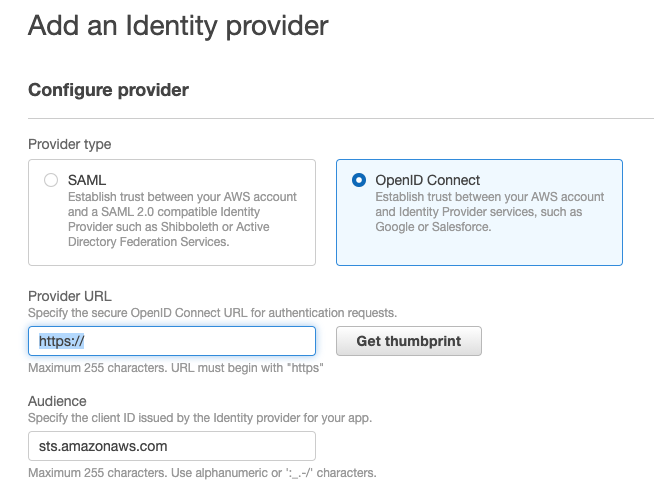 Add an Identity provider
Configure provider
Provider type
SAML
Establish trust between your AWS account
and a SAML 2.0 compatible Identity
Provider such as Shibboleth or Active
Directory Federation Services.
OpenID Connect
Establish trust between your AWS account
and Identity Provider services, such as
Google or Salesforce.
Provider URL
Specify the secure OpenID Connect URL for authentication requests.
https://
Get thumbprint
Maximum 255 characters. URL must begin with "https"
Audience
Specify the client ID issued by the Identity provider for your app.
sts.amazonaws.com
Maximum 255 characters. Use alphanumeric or ':_.-/' characters.